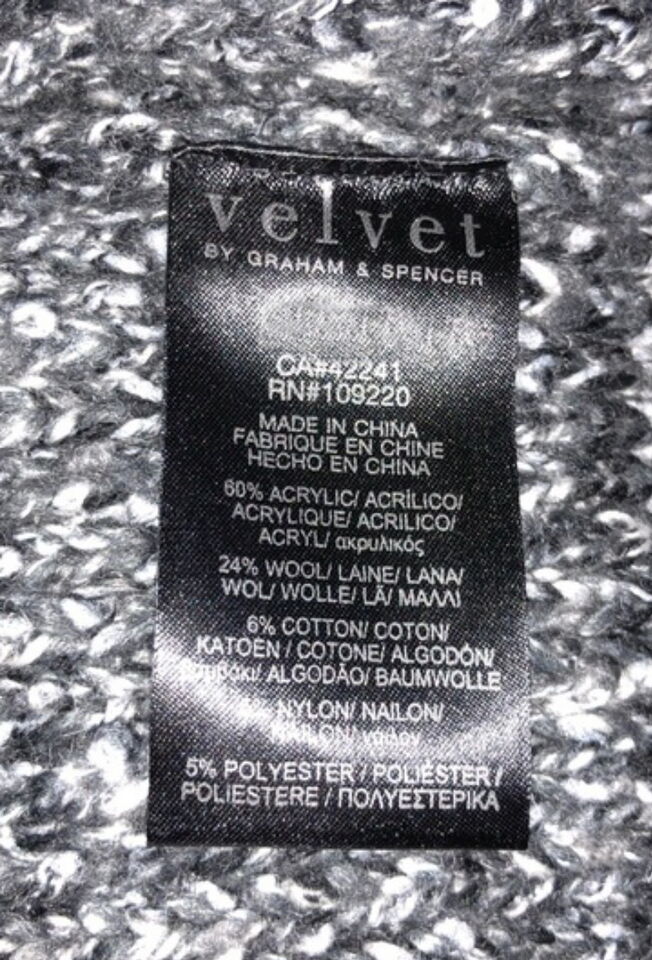 velvet
BY GRAHAM & SPENCER
CA#42241
RN#109220
MADE IN CHINA
FABRIQUE EN CHINE
HECHO EN CHINA
60% ACRYLIC/ ACRÍLICO/
ACRYLIQUE/ ACRILICO/
ACRYL/ ακρυλικός
24% WOOL/ LAINE/ LANA/
WOL/ WOLLE/ LÃ/ ΜΑΛΛΙ
6% COTTON/ COTON/
KATOEN / COTONE/ ALGODÓN/
ALGODÃO/ BAUMWOLLE
NYLON/ NAILON/
5% POLYESTER / POLIÉSTER /
POLIESTERE / ΠΟΛΥΕΣΤΕΡΙΚΑ